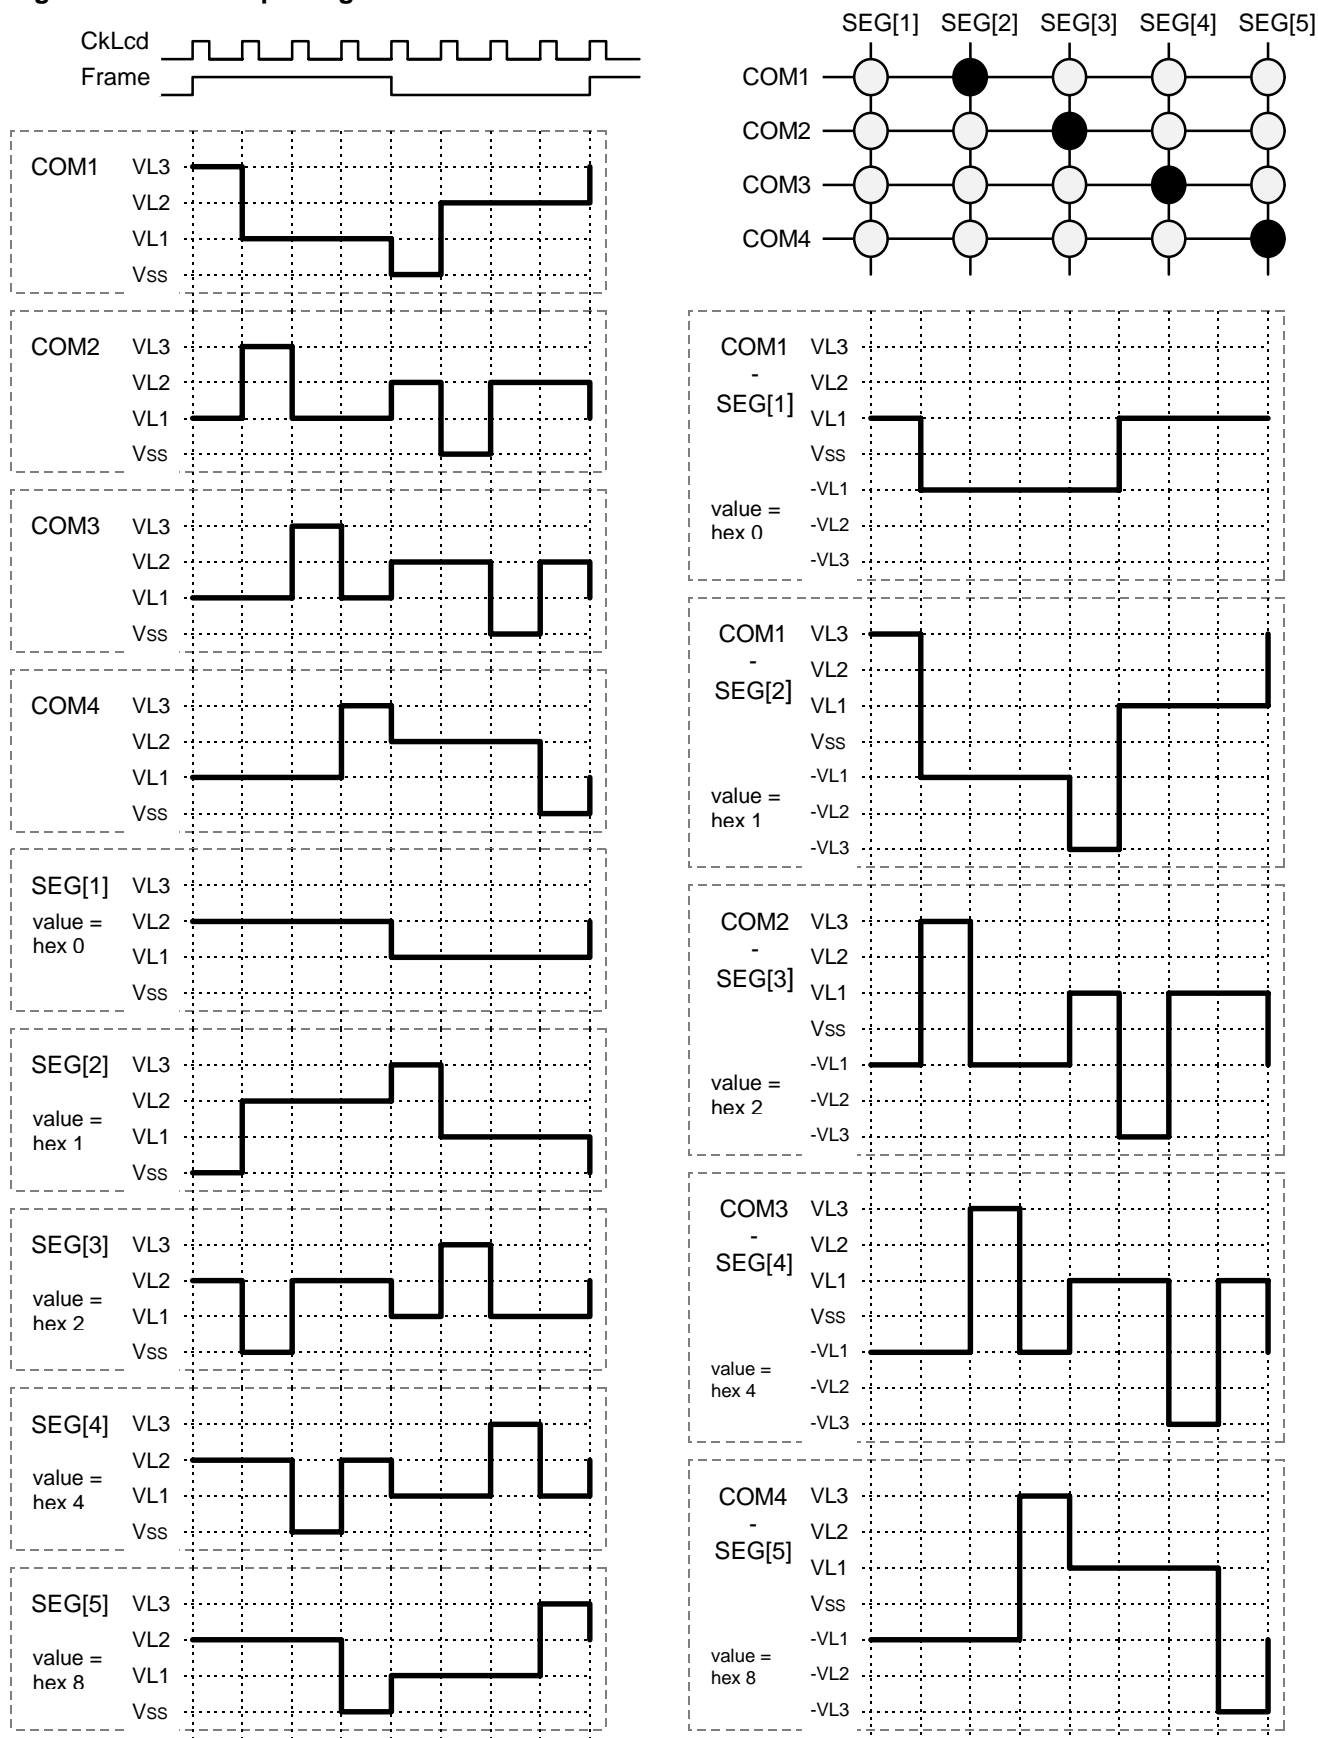 CkLcd
Frame
COM1
VL3
VL2
VL1
Vss
COM2
VL3
VL2
VL1
Vss
COM3
VL3
VL2
VL1
Vss
COM4
VL3
VL2
VL1
Vss
SEG[1]
value =
hex 0
VL3
VL2
VL1
Vss
SEG[2]
value =
hex 1
VL3
VL2
VL1
Vss
SEG[3]
value =
hex 2
VL3
VL2
VL1
Vss
SEG[4]
value =
hex 4
VL3
VL2
VL1
Vss
SEG[5]
value =
hex 8
VL3
VL2
VL1
Vss
SEG[1] SEG[2] SEG[3] SEG[4] SEG[5]
COM1
COM2
COM3
COM4
COM1
-
SEG[1]
value =
hex 0
VL3
VL2
VL1
Vss
-VL1
-VL2
-VL3
COM1
-
SEG[2]
value =
hex 1
VL3
VL2
VL1
Vss
-VL1
-VL2
-VL3
COM2
-
SEG[3]
value =
hex 2
VL3
VL2
VL1
Vss
-VL1
-VL2
-VL3
COM3
-
SEG[4]
value =
hex 4
VL3
VL2
VL1
Vss
-VL1
-VL2
-VL3
COM4
-
SEG[5]
value =
hex 8
VL3
VL2
VL1
Vss
-VL1
-VL2
-VL3